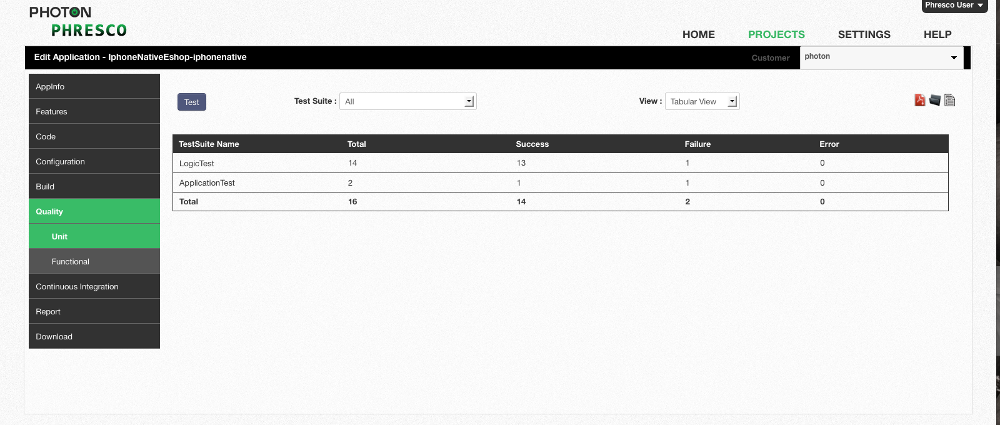 PHOTON
PHRESCO
Phresco User
HOME PROJECTS SETTINGS HELP
Edit Application - IphoneNativeEshop-iphonenative
Customer photon
AppInfo
Features
Code
Configuration
Build
Quality
Unit
Functional
Continuous Integration
Report
Download
Test Test Suite : All View : Tabular View
TestSuite Name Total Success Failure Error
LogicTest 14 13 1 0
ApplicationTest 2 1 1 0
Total 16 14 2 0